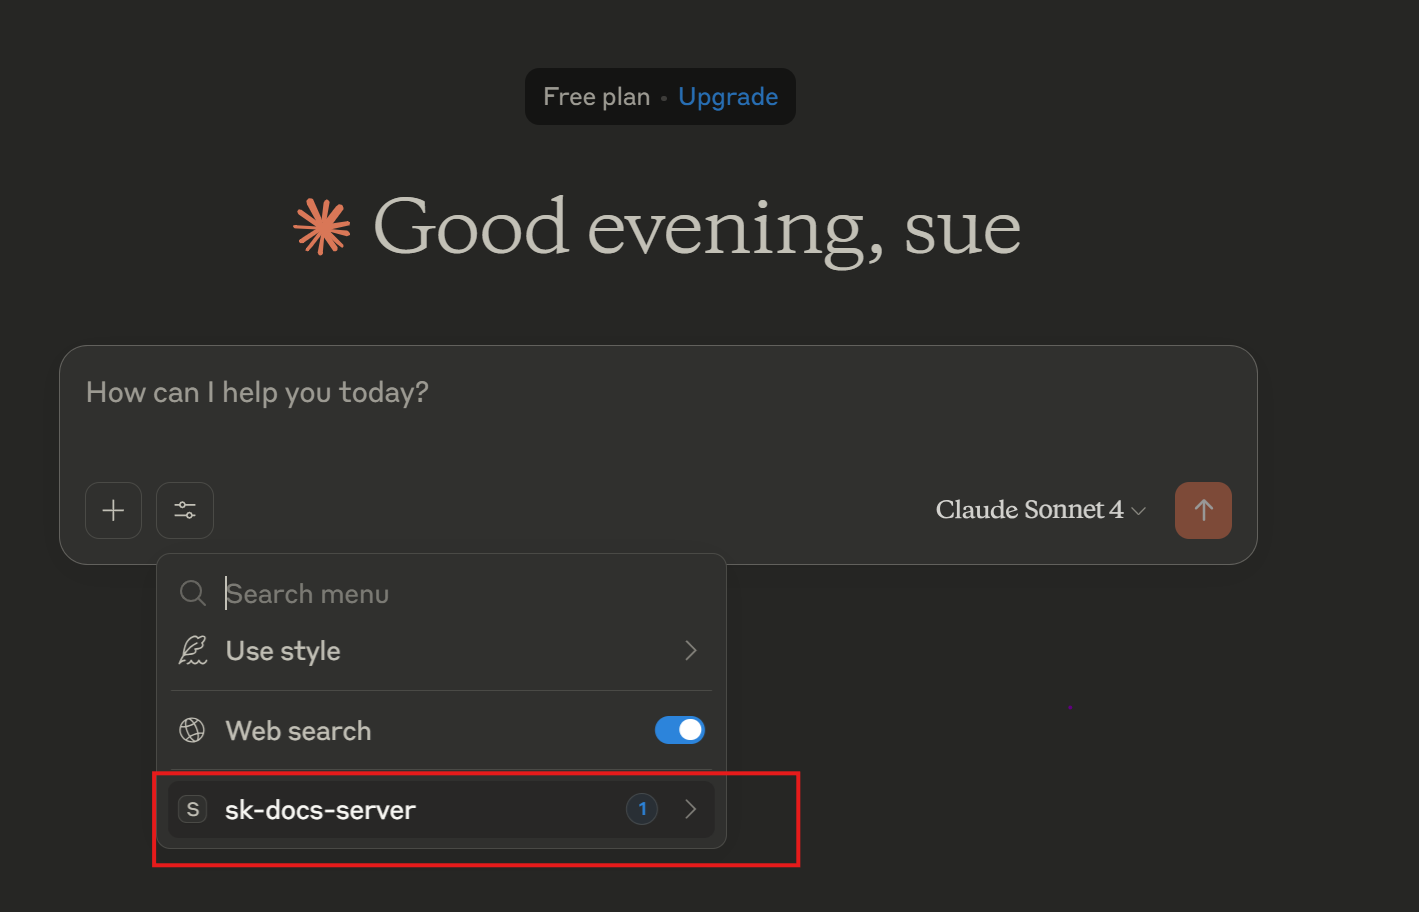 Free plan • Upgrade
Good evening, sue
How can I help you today?
Claude Sonnet 4
Search menu
Use style
Web search
S sk-docs-server 1